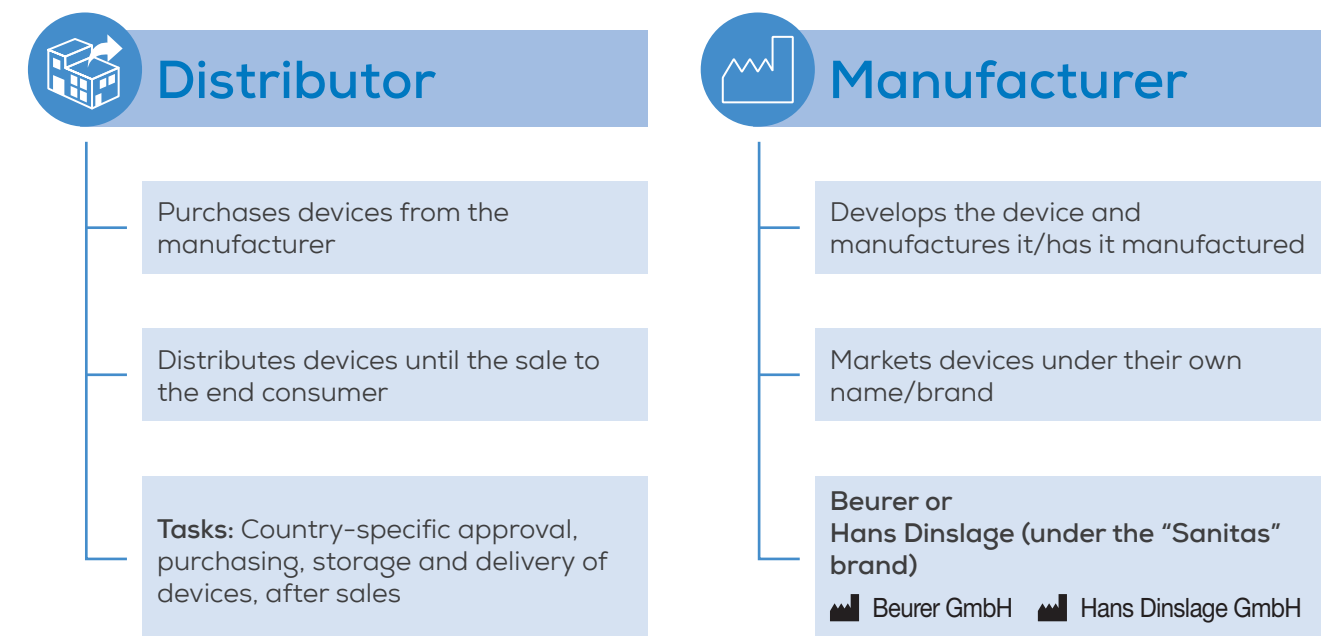 Distributor
Purchases devices from the
manufacturer
Distributes devices until the sale to
the end consumer
Tasks: Country-specific approval,
purchasing, storage and delivery of
devices, after sales
Manufacturer
Develops the device and
manufactures it/has it manufactured
Markets devices under their own
name/brand
Beurer or
Hans Dinslage (under the “Sanitas”
brand)
Beurer GmbH Hans Dinslage GmbH